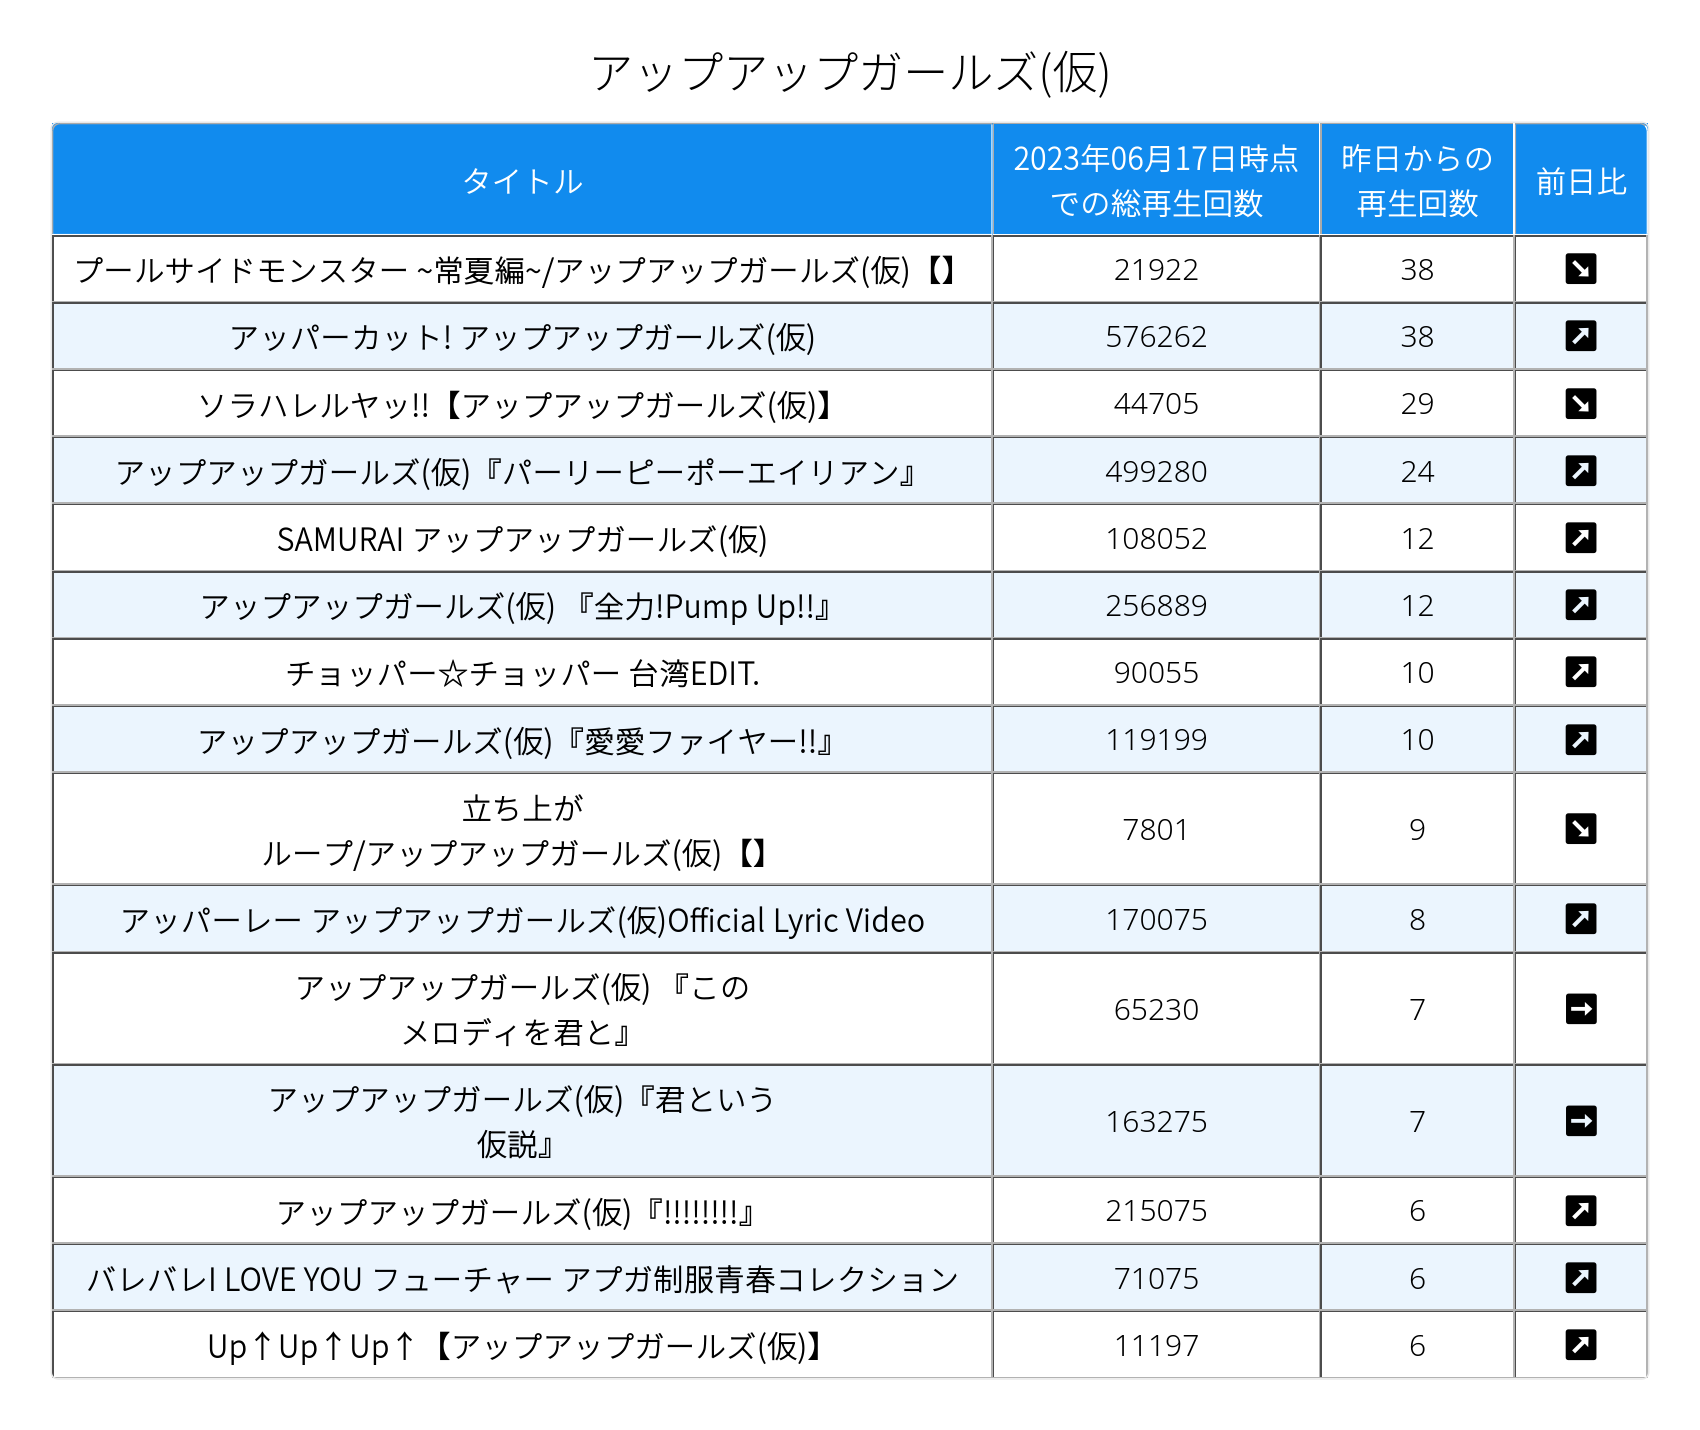 アップアップガールズ(仮)
タイトル
2023年06月17日時点
での総再生回数
昨日からの
再生回数
前日比
プールサイドモンスター ~常夏編~/アップアップガールズ(仮)【】 21922 38 ↘
アッパーカット! アップアップガールズ(仮) 576262 38 ↗
ソラハレルヤッ!!【アップアップガールズ(仮)】 44705 29 ↘
アップアップガールズ(仮)『パーリーピーポーエイリアン』 499280 24 ↗
SAMURAI アップアップガールズ(仮) 108052 12 ↗
アップアップガールズ(仮) 『全力!Pump Up!!』 256889 12 ↗
チョッパー☆チョッパー 台湾EDIT. 90055 10 ↗
アップアップガールズ(仮)『愛愛ファイヤー!!』 119199 10 ↗
立ち上が
ループ/アップアップガールズ(仮)【】 7801 9 ↘
アッパーレー アップアップガールズ(仮)Official Lyric Video 170075 8 ↗
アップアップガールズ(仮) 『この
メロディを君と』 65230 7 →
アップアップガールズ(仮)『君という
仮説』 163275 7 →
アップアップガールズ(仮)『!!!!!!!!』 215075 6 ↗
バレバレI LOVE YOU フューチャー アプガ制服青春コレクション 71075 6 ↗
Up↑Up↑Up↑【アップアップガールズ(仮)】 11197 6 ↗